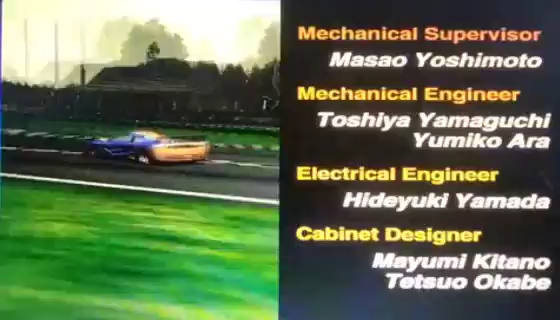 Mechanical Supervisor
Masao Yoshimoto
Mechanical Engineer
Toshiya Yamaguchi
Yumiko Ara
Electrical Engineer
Hideyuki Yamada
Cabinet Designer
Mayumi Kitano
Tetsuo Okabe